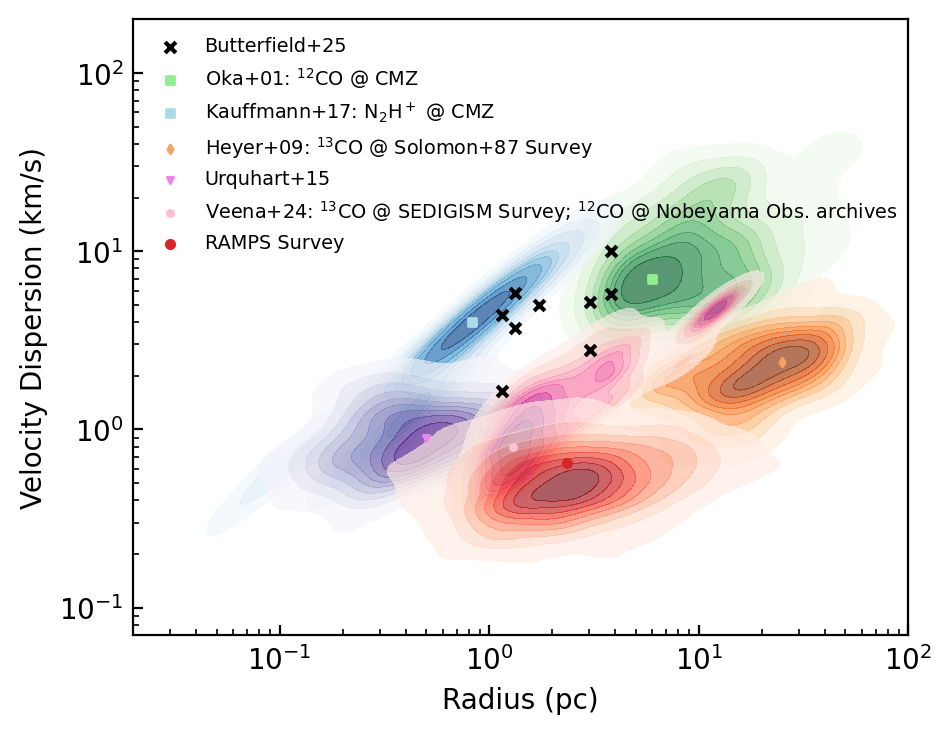 Butterfield+25
Oka+01: ¹²CO @ CMZ
Kauffmann+17: N₂H⁺ @ CMZ
Heyer+09: ¹³CO @ Solomon+87 Survey
Urquhart+15
Veena+24: ¹³CO @ SEDIGISM Survey; ¹²CO @ Nobeyama Obs. archives
RAMPS Survey
Velocity Dispersion (km/s)
10²
10¹
10⁰
10⁻¹
10⁻¹ 10⁰ 10¹ 10²
Radius (pc)